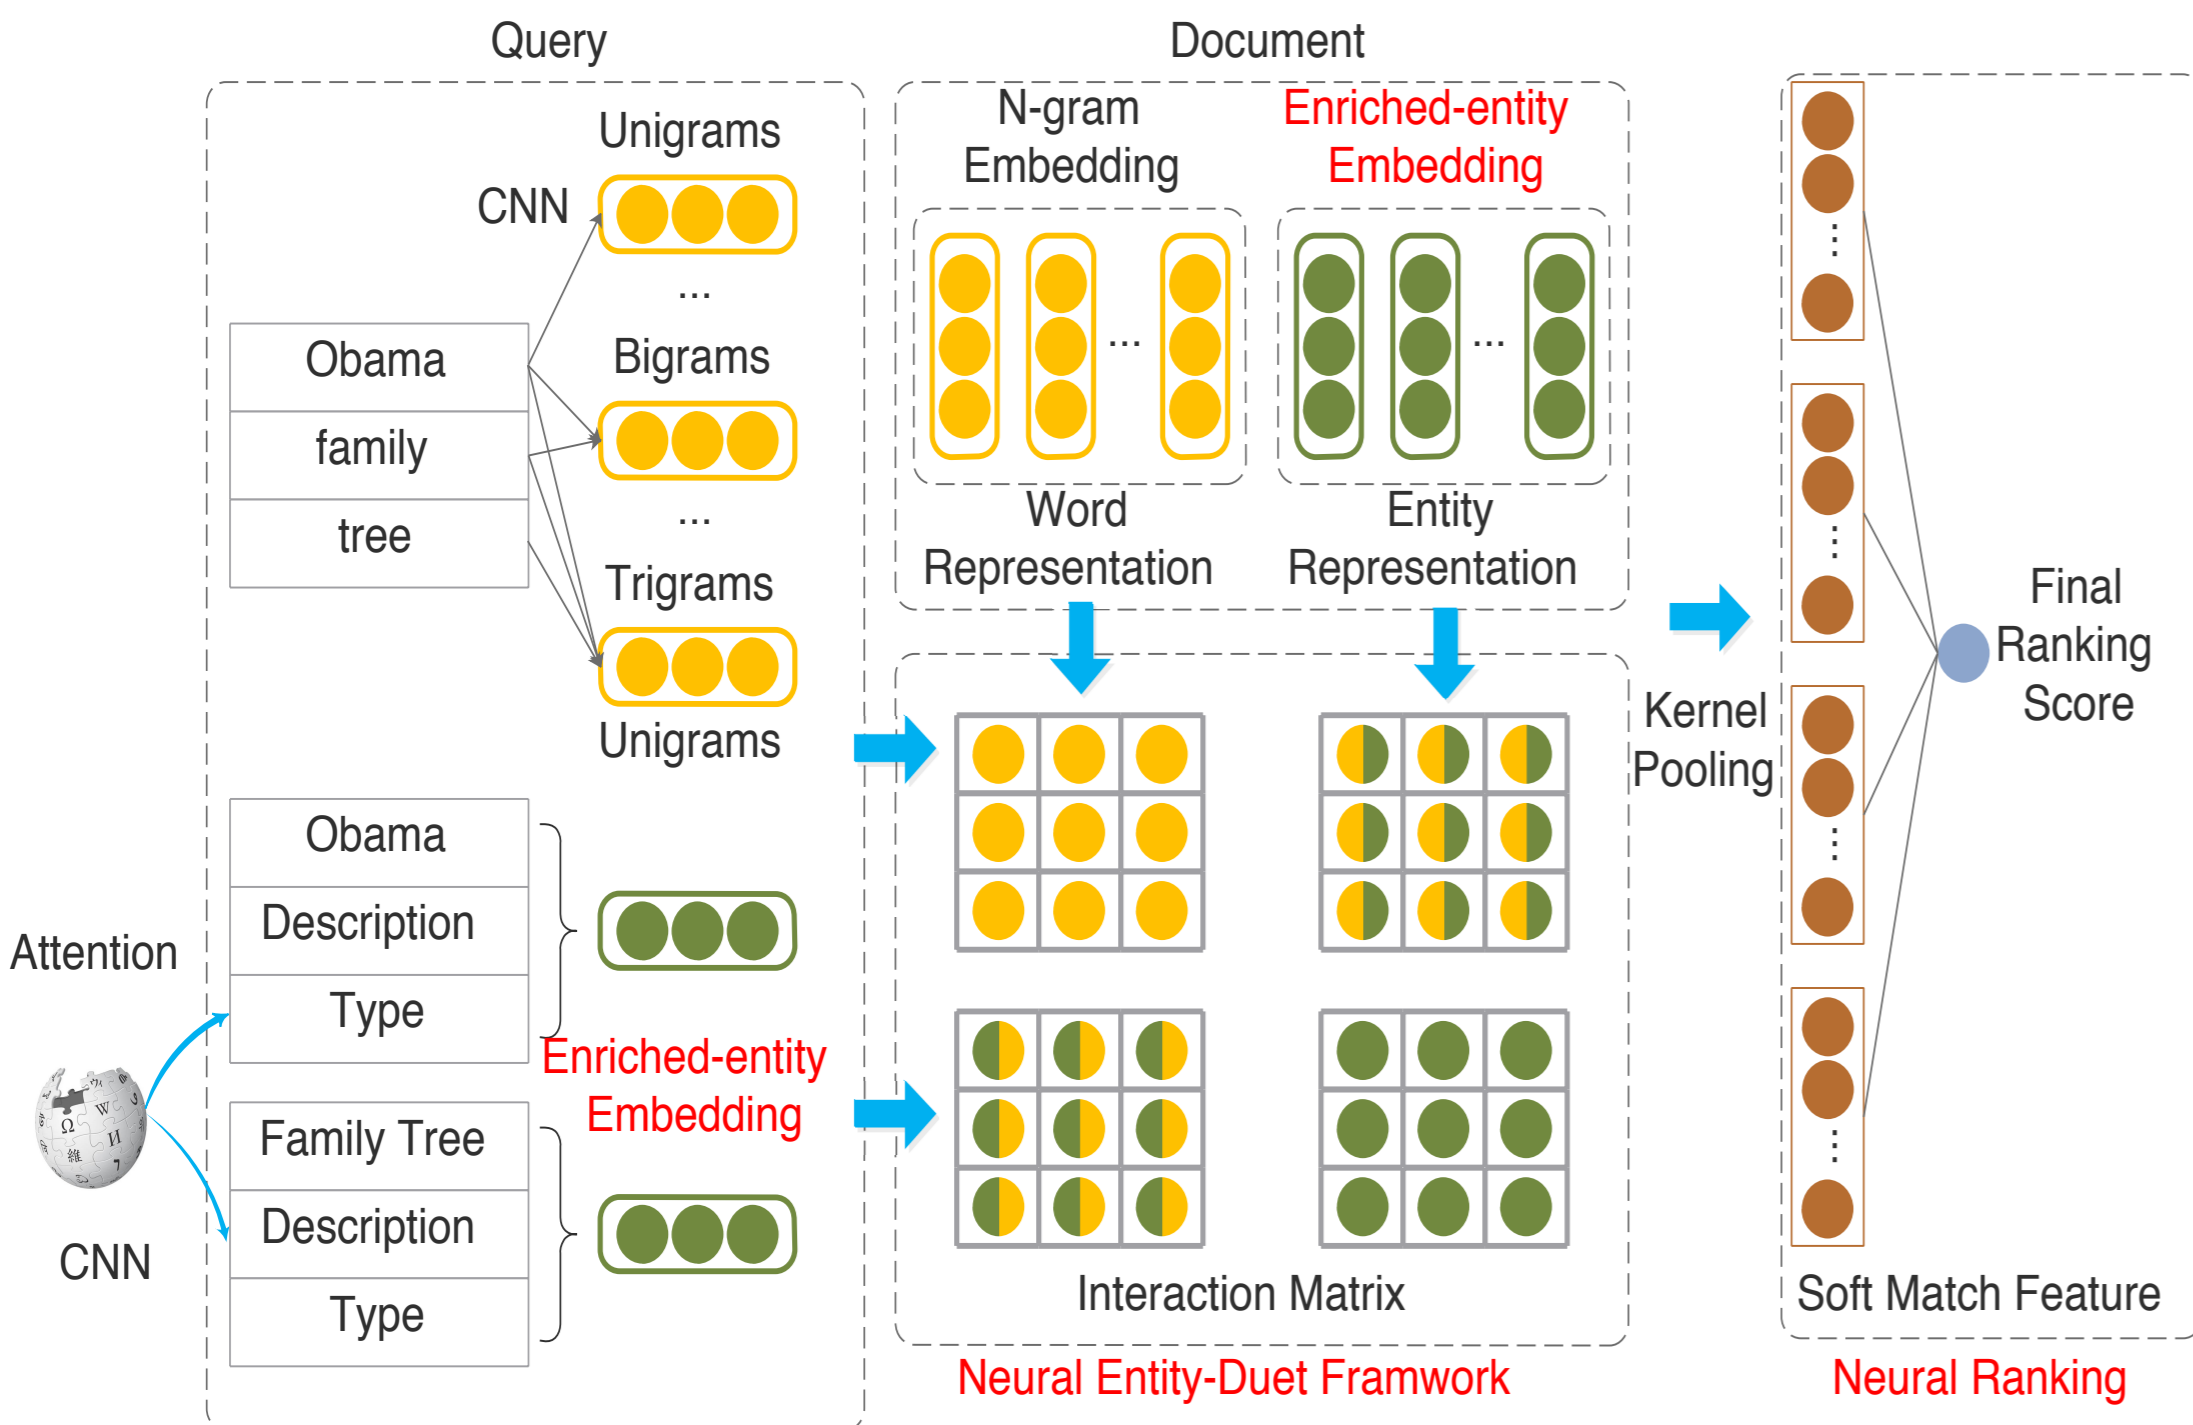 Query
Unigrams
CNN
...
Obama
family
tree
Bigrams
...
Trigrams
Unigrams
Attention
CNN
Obama
Description
Type
Enriched-entity
Embedding
Family Tree
Description
Type
Document
N-gram
Embedding
Enriched-entity
Embedding
...
...
Word
Representation
Entity
Representation
Interaction Matrix
Neural Entity-Duet Framwork
Kernel
Pooling
Final
Ranking
Score
Soft Match Feature
Neural Ranking
Ω
W
И
維